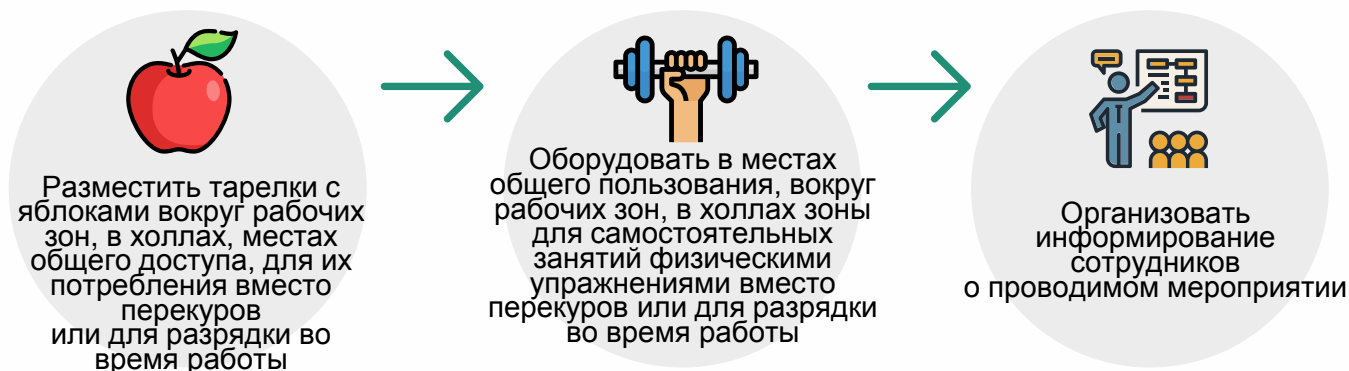 Разместить тарелки с
яблоками вокруг рабочих
зон, в холлах, местах
общего доступа, для их
потребления вместо
перекуров
или для разрядки во
время работы
Оборудовать в местах
общего пользования, вокруг
рабочих зон, в холлах зоны
для самостоятельных
занятий физическими
упражнениями вместо
перекуров или для разрядки
во время работы
Организовать
информирование
сотрудников
о проводимом мероприятии